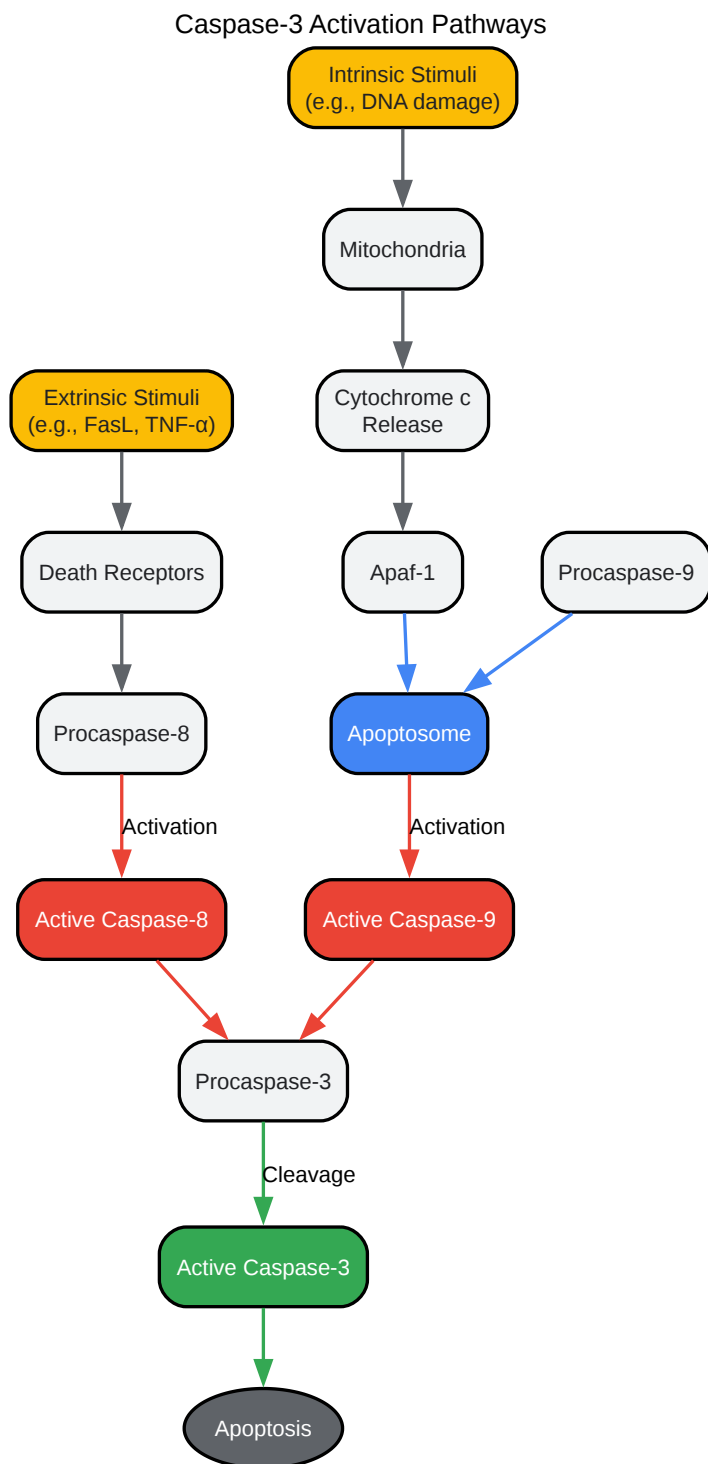 Caspase-3 Activation Pathways
Intrinsic Stimuli
(e.g., DNA damage)
Mitochondria
Extrinsic Stimuli
(e.g., FasL, TNF-α)
Cytochrome c
Release
Death Receptors
Apaf-1
Procaspase-9
Procaspase-8
Apoptosome
Activation
Activation
Active Caspase-8
Active Caspase-9
Procaspase-3
Cleavage
Active Caspase-3
Apoptosis